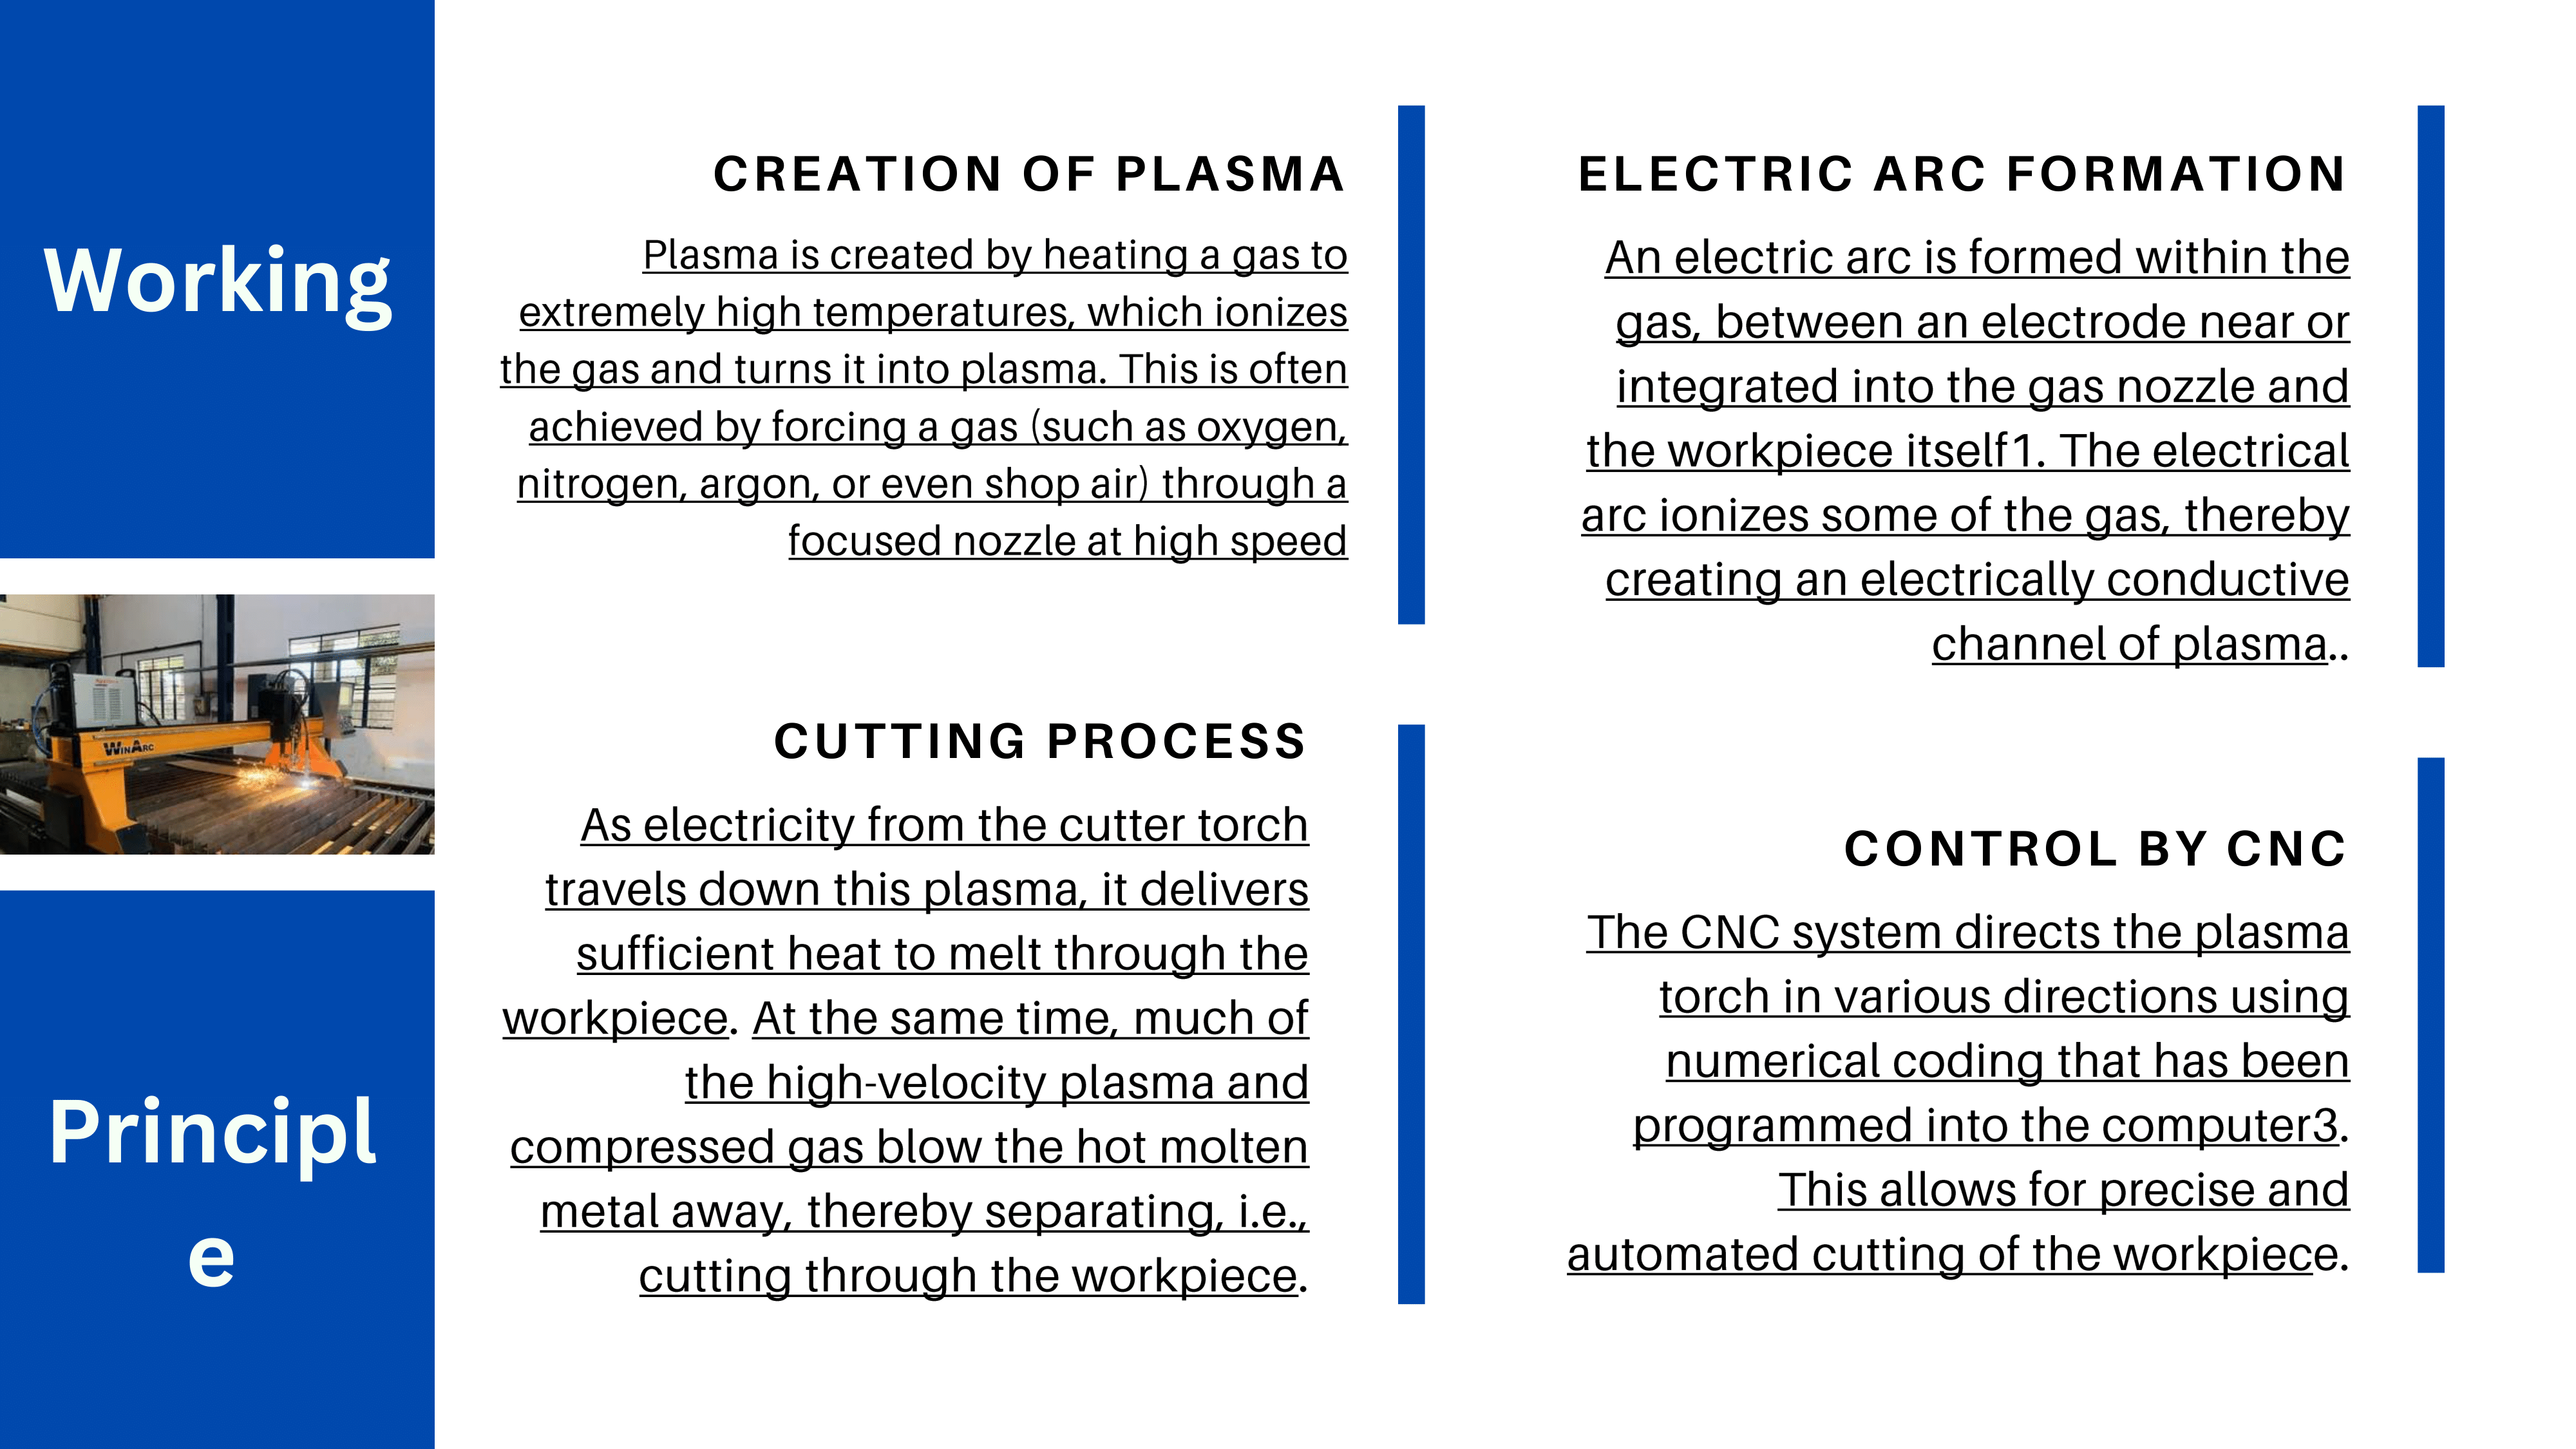 Working
Principl
e
WINARC
CREATION OF PLASMA
Plasma is created by heating a gas to
extremely high temperatures, which ionizes
the gas and turns it into plasma. This is often
achieved by forcing a gas (such as oxygen,
nitrogen, argon, or even shop air) through a
focused nozzle at high speed
ELECTRIC ARC FORMATION
An electric arc is formed within the
gas, between an electrode near or
integrated into the gas nozzle and
the workpiece itself1. The electrical
arc ionizes some of the gas, thereby
creating an electrically conductive
channel of plasma..
CUTTING PROCESS
As electricity from the cutter torch
travels down this plasma, it delivers
sufficient heat to melt through the
workpiece. At the same time, much of
the high-velocity plasma and
compressed gas blow the hot molten
metal away, thereby separating, i.e.,
cutting through the workpiece.
CONTROL BY CNC
The CNC system directs the plasma
torch in various directions using
numerical coding that has been
programmed into the computer3.
This allows for precise and
automated cutting of the workpiece.